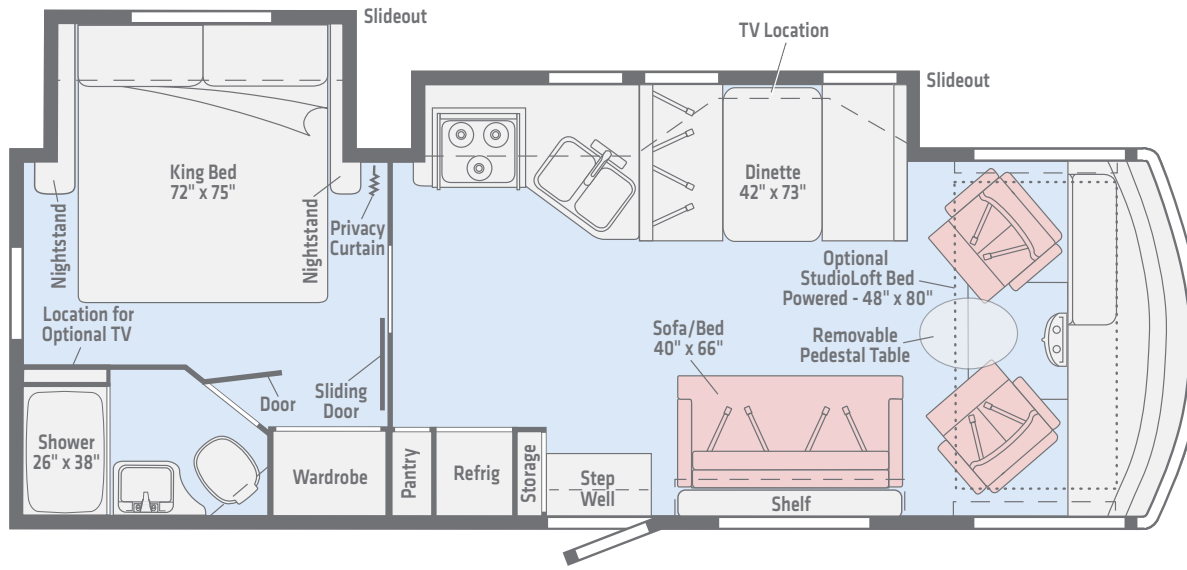 Slideout
TV Location
Slideout
King Bed
72" x 75"
Dinette
42" x 73"
Nightstand
Nightstand
Privacy
Curtain
Optional
StudioLoft Bed
Powered - 48" x 80"
Location for
Optional TV
Sofa/Bed
40" x 66"
Removable
Pedestal Table
Door
Sliding
Door
Shower
26" x 38"
Wardrobe
Pantry
Refrig
Storage
Step
Well
Shelf